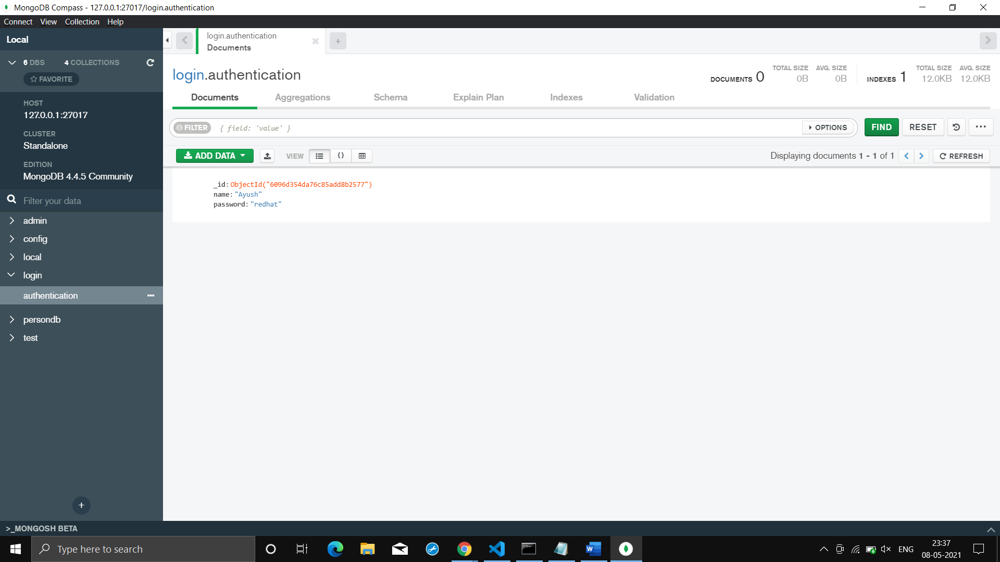 MongoDB Compass - 127.0.0.1:27017/login.authentication
Connect View Collection Help
Local
6 DBS 4 COLLECTIONS
FAVORITE
HOST
127.0.0.1:27017
CLUSTER
Standalone
EDITION
MongoDB 4.4.5 Community
Filter your data
admin
config
local
login
authentication
persondb
test
>_MONGOSH BETA
login.authentication
Documents
login.authentication
DOCUMENTS 0 TOTAL SIZE 0B AVG. SIZE 0B INDEXES 1 TOTAL SIZE 12.0KB AVG. SIZE 12.0KB
Documents Aggregations Schema Explain Plan Indexes Validation
FILTER { field: 'value' } OPTIONS FIND RESET
ADD DATA VIEW {} Displaying documents 1 - 1 of 1 REFRESH
_id: ObjectId("6096d354da76c85add8b2577")
name: "Ayush"
password: "redhat"
Type here to search
ENG
23:37
08-05-2021